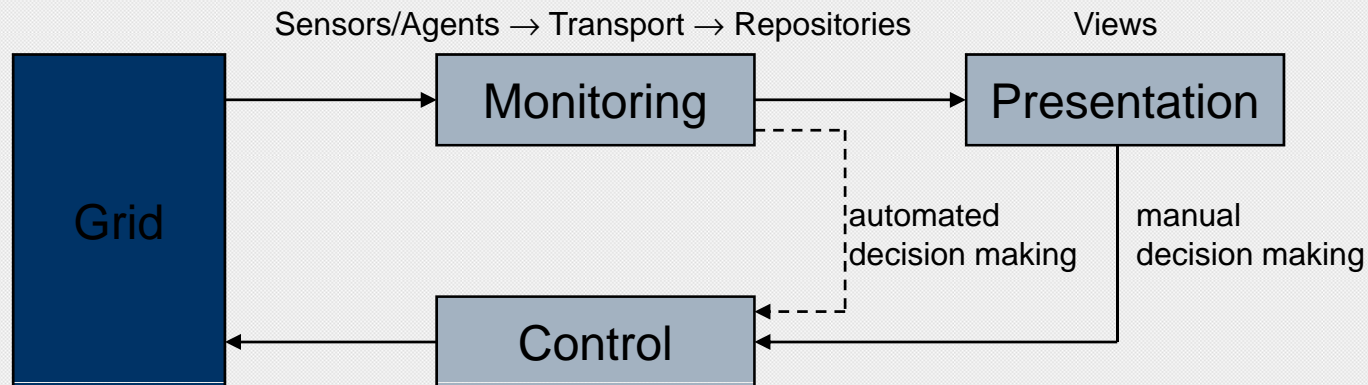 Sensors/Agents → Transport → Repositories
Views
Monitoring
Presentation
Grid
automated
decision making
manual
decision making
Control